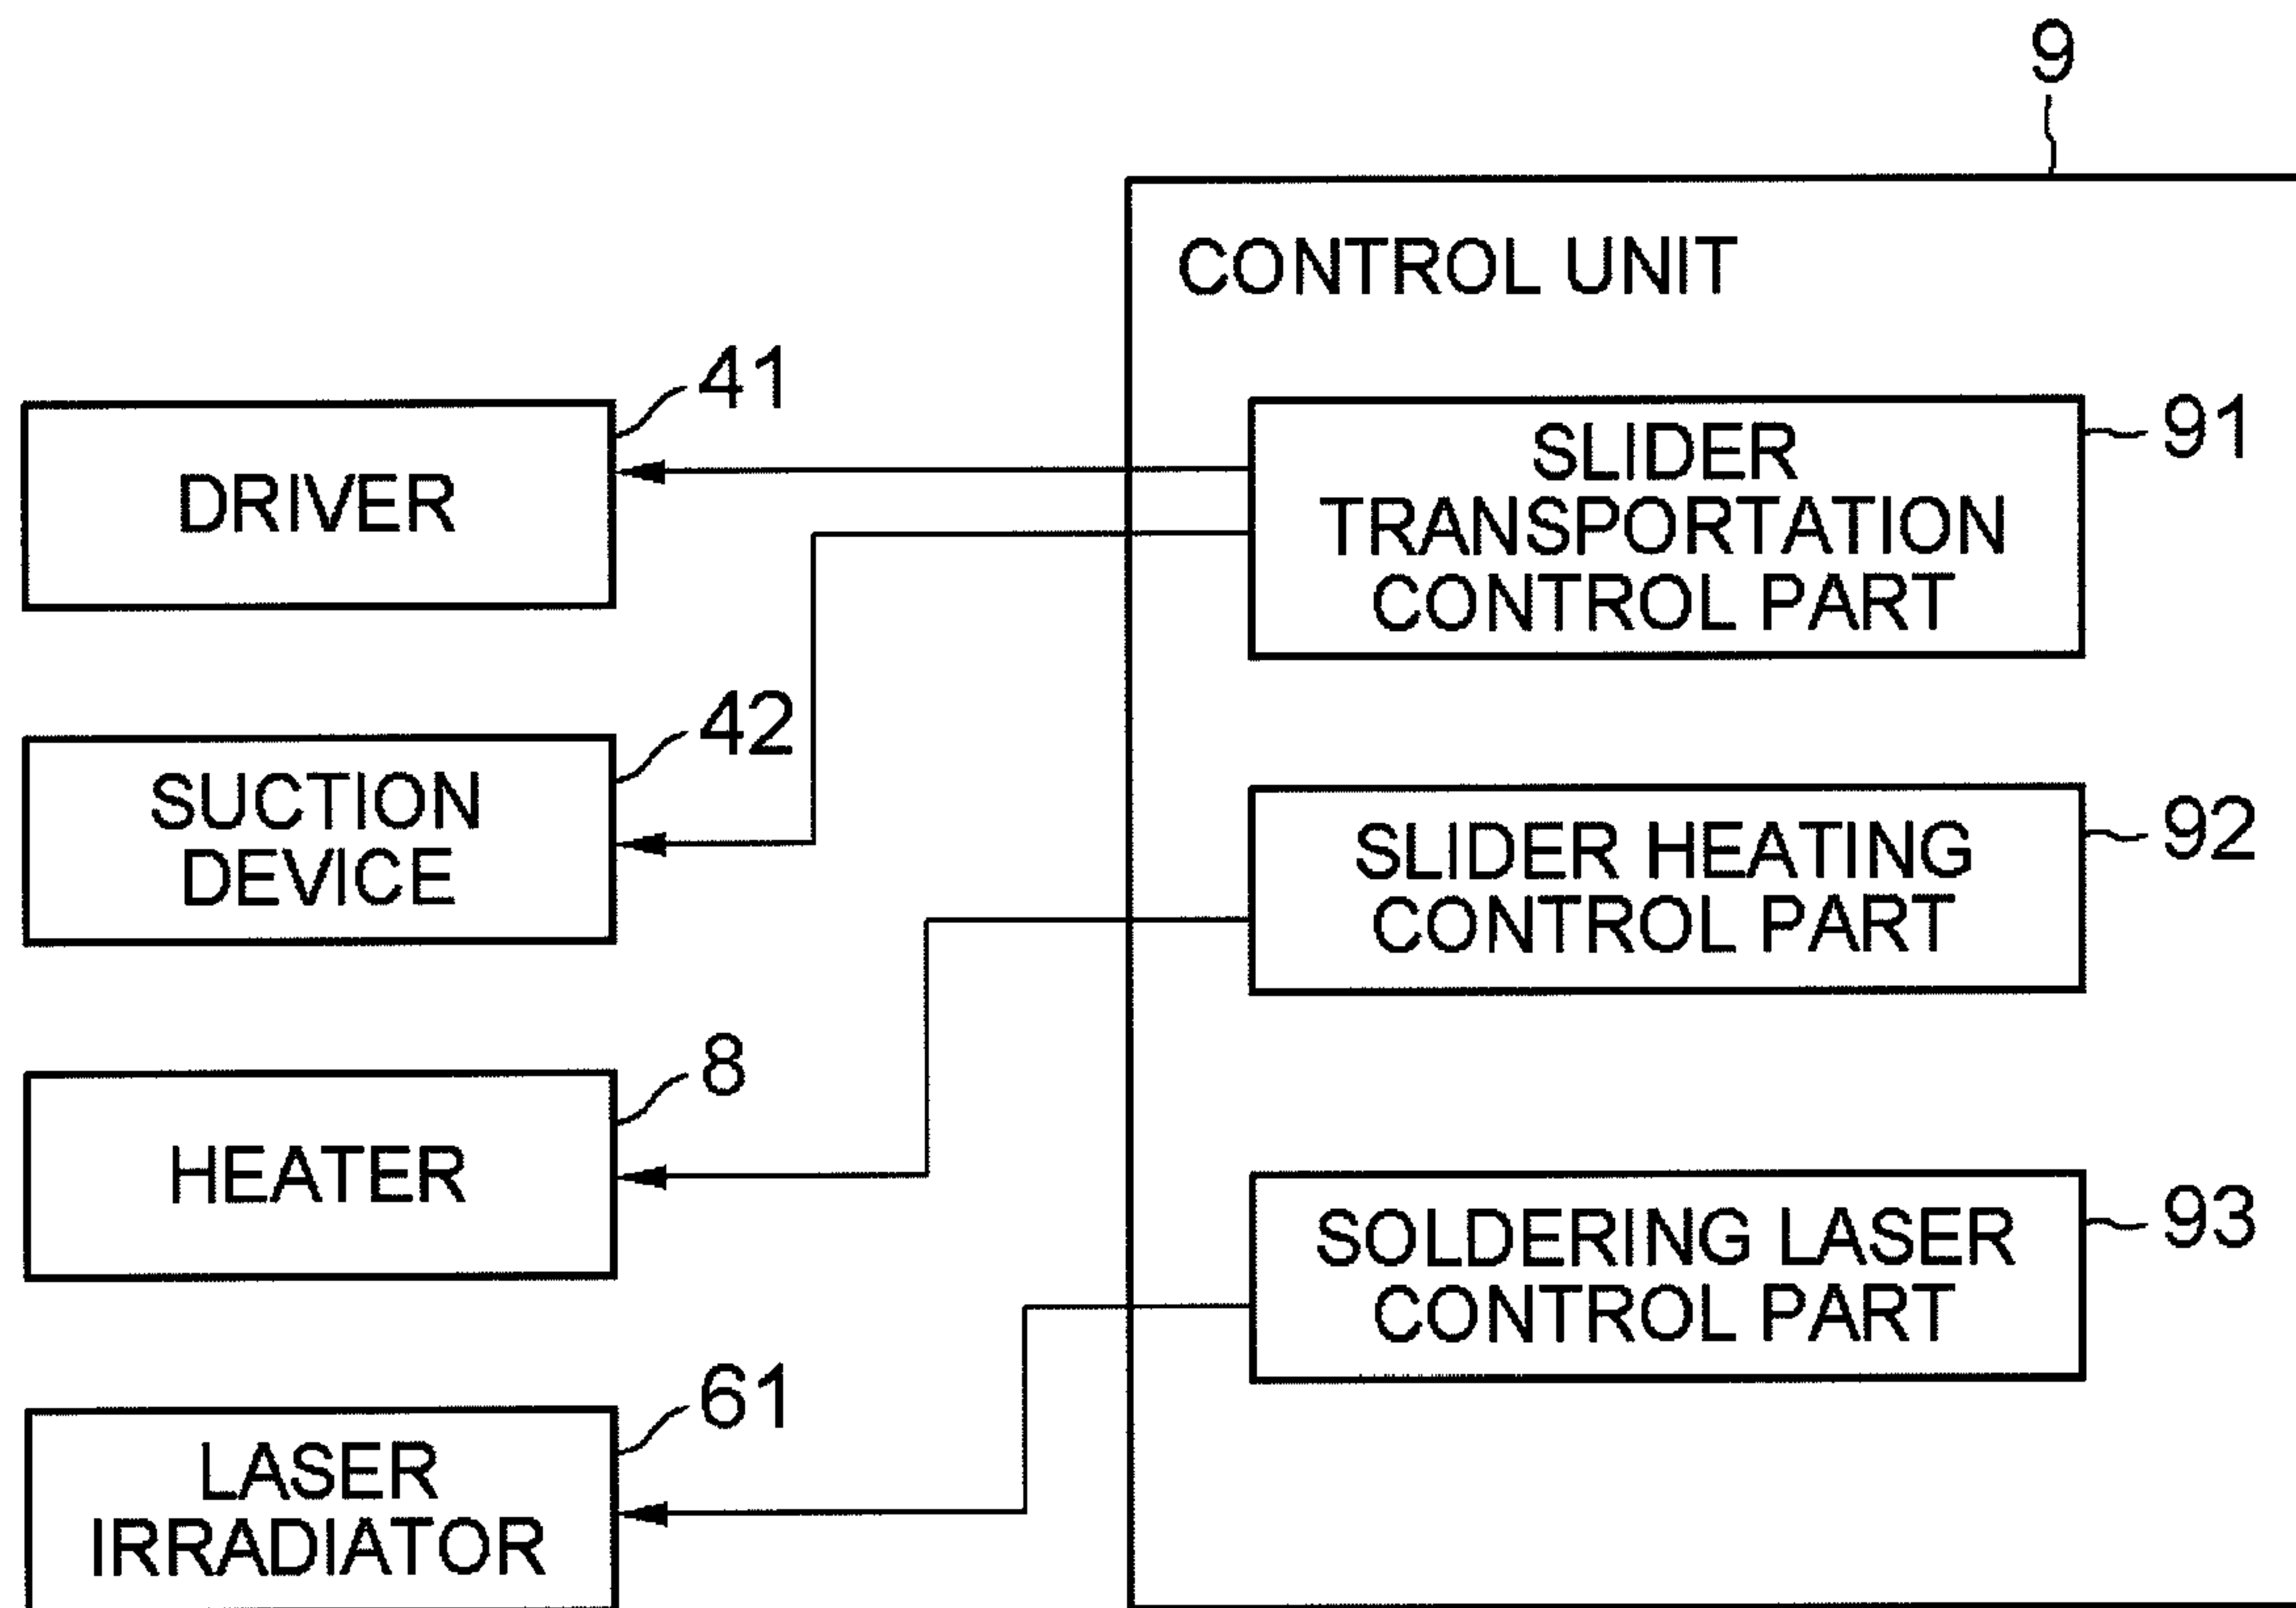 9
CONTROL UNIT
41
DRIVER
91
SLIDER
TRANSPORTATION
CONTROL PART
42
SUCTION
DEVICE
92
SLIDER HEATING
CONTROL PART
8
HEATER
93
SOLDERING LASER
CONTROL PART
61
LASER
IRRADIATOR